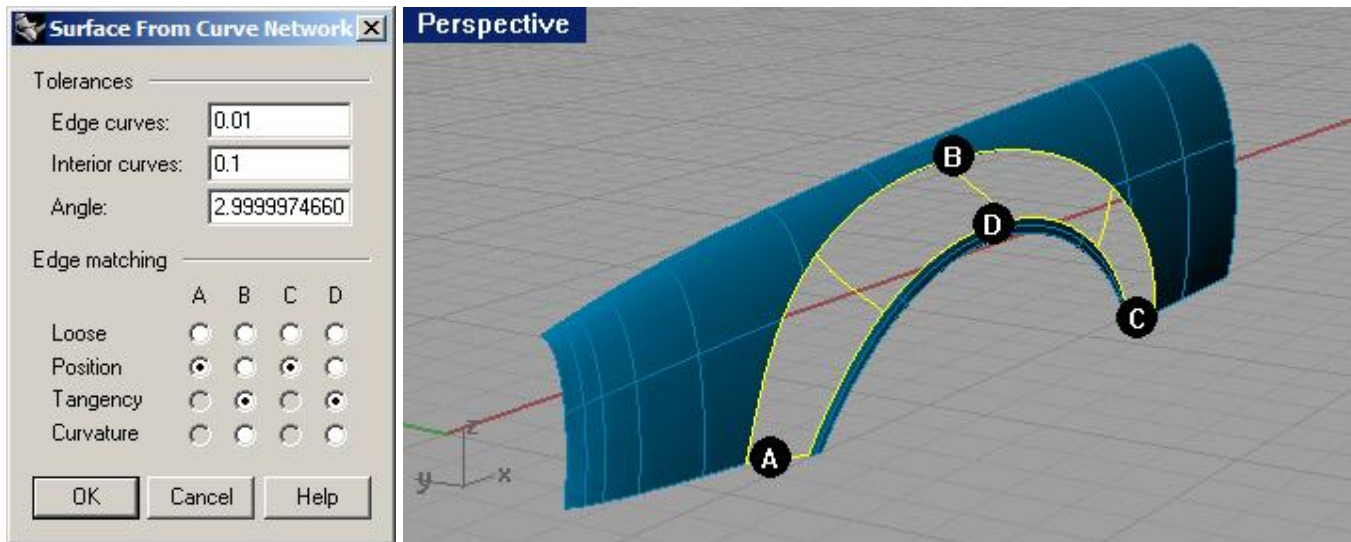 Surface From Curve Network
Tolerances
Edge curves: 0.01
Interior curves: 0.1
Angle: 2.9999974660
Edge matching
A B C D
Loose
Position
Tangency
Curvature
OK Cancel Help
Perspective
B
D
C
A
z
y x